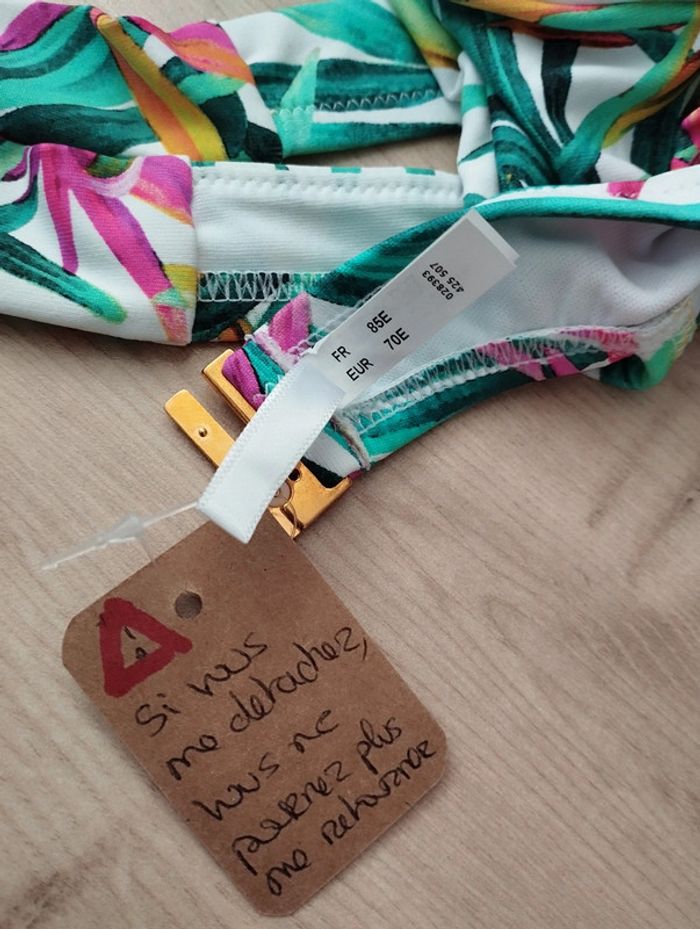 028393
425 507
FR 85E
EUR 70E
!
Si vous
me detachez,
vous ne
pourrez plus
me retourner